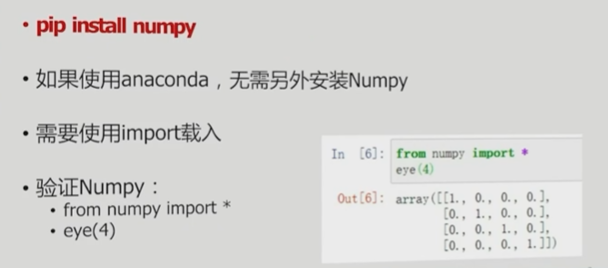 • pip install numpy
• 如果使用anaconda，无需另外安装Numpy
• 需要使用import载入
• 验证Numpy：
• from numpy import *
• eye(4)
In [6]: from numpy import *
eye(4)
Out[6]: array([[1., 0., 0., 0.],
[0., 1., 0., 0.],
[0., 0., 1., 0.],
[0., 0., 0., 1.]])